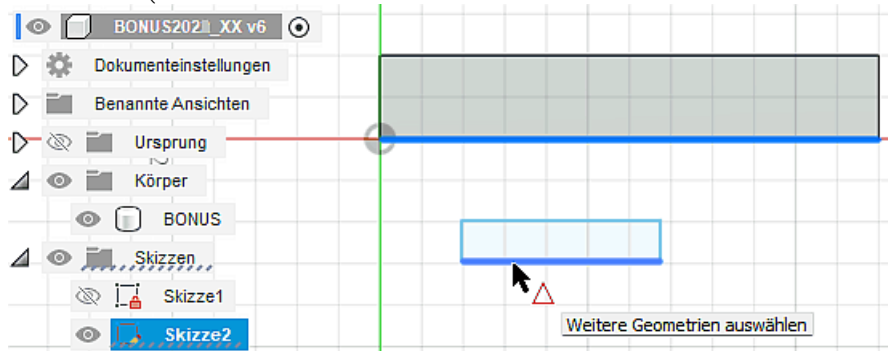 BONUS202_XX v6
Dokumenteinstellungen
Benannte Ansichten
Ursprung
Körper
BONUS
Skizzen
Skizze1
Skizze2
Weitere Geometrien auswählen